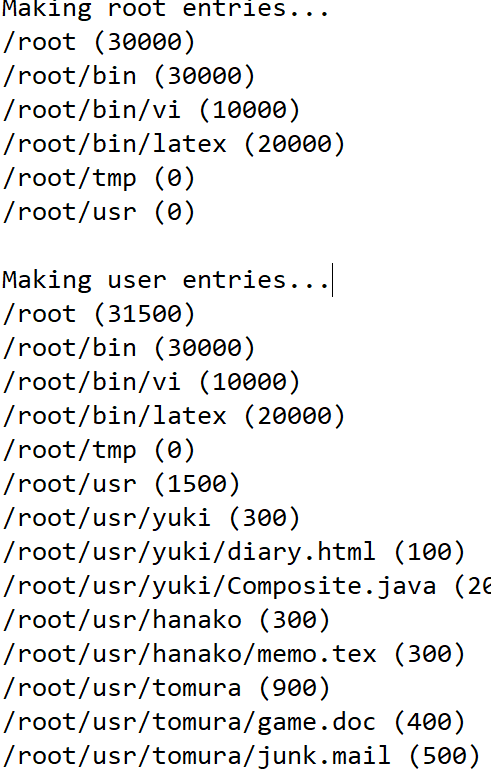 Making root entries...
/root (30000)
/root/bin (30000)
/root/bin/vi (10000)
/root/bin/latex (20000)
/root/tmp (0)
/root/usr (0)
Making user entries...
/root (31500)
/root/bin (30000)
/root/bin/vi (10000)
/root/bin/latex (20000)
/root/tmp (0)
/root/usr (1500)
/root/usr/yuki (300)
/root/usr/yuki/diary.html (100)
/root/usr/yuki/Composite.java
/root/usr/hanako (300)
/root/usr/hanako/memo.tex (300)
/root/usr/tomura (900)
/root/usr/tomura/game.doc (400)
/root/usr/tomura/junk.mail (500)